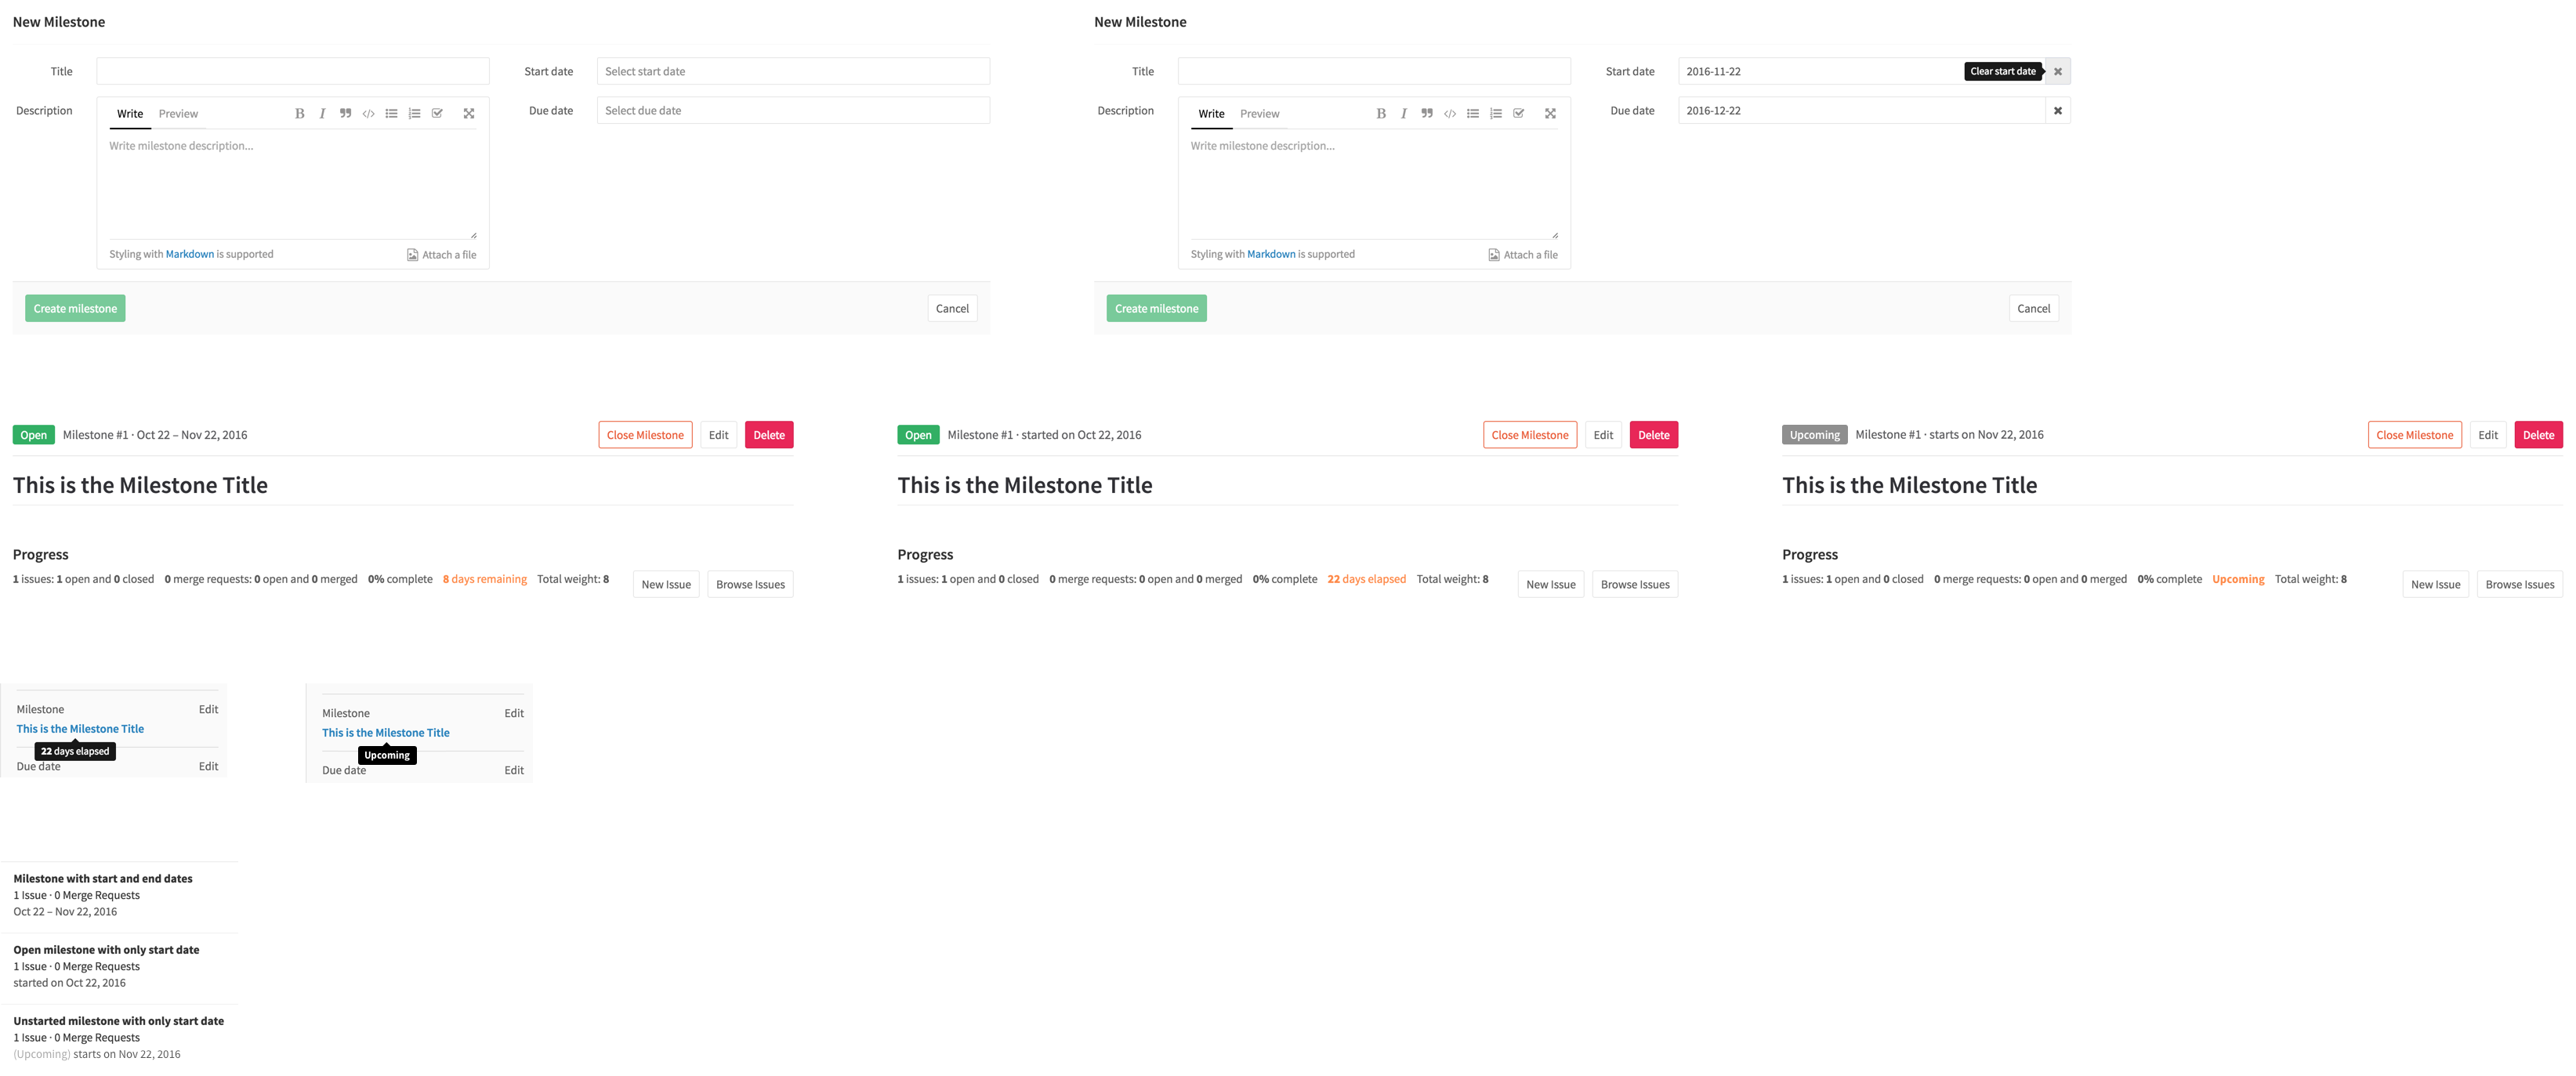 New Milestone
Title
Start date
Select start date
Description
Write
Preview
Due date
Select due date
Write milestone description...
Styling with Markdown is supported
Attach a file
Create milestone
Cancel
New Milestone
Title
Start date
2016-11-22
Clear start date
Description
Write
Preview
Due date
2016-12-22
Write milestone description...
Styling with Markdown is supported
Attach a file
Create milestone
Cancel
Open Milestone #1 · Oct 22 – Nov 22, 2016
Close Milestone
Edit
Delete
This is the Milestone Title
Progress
1 issues: 1 open and 0 closed 0 merge requests: 0 open and 0 merged 0% complete 8 days remaining Total weight: 8
New Issue
Browse Issues
Open Milestone #1 · started on Oct 22, 2016
Close Milestone
Edit
Delete
This is the Milestone Title
Progress
1 issues: 1 open and 0 closed 0 merge requests: 0 open and 0 merged 0% complete 22 days elapsed Total weight: 8
New Issue
Browse Issues
Upcoming Milestone #1 · starts on Nov 22, 2016
Close Milestone
Edit
Delete
This is the Milestone Title
Progress
1 issues: 1 open and 0 closed 0 merge requests: 0 open and 0 merged 0% complete Upcoming Total weight: 8
New Issue
Browse Issues
Milestone Edit
This is the Milestone Title
22 days elapsed
Due date Edit
Milestone Edit
This is the Milestone Title
Upcoming
Due date Edit
Milestone with start and end dates
1 Issue · 0 Merge Requests
Oct 22 – Nov 22, 2016
Open milestone with only start date
1 Issue · 0 Merge Requests
started on Oct 22, 2016
Unstarted milestone with only start date
1 Issue · 0 Merge Requests
(Upcoming) starts on Nov 22, 2016